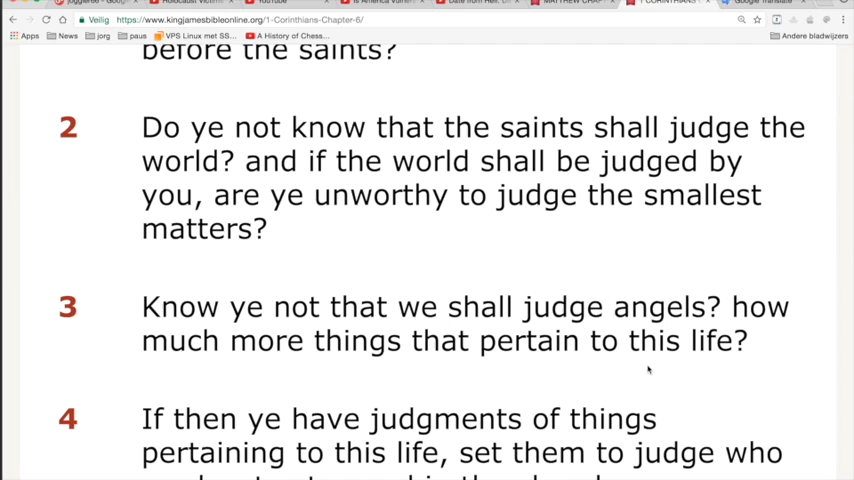 YouTube
Google Translate
Veilig https://www.kingjamesbibleonline.org/1-Corinthians-Chapter-6/
Apps News jorg paus VPS Linux met SS... A History of Chess... Andere bladwijzers
before the saints?
2 Do ye not know that the saints shall judge the
world? and if the world shall be judged by
you, are ye unworthy to judge the smallest
matters?
3 Know ye not that we shall judge angels? how
much more things that pertain to this life?
4 If then ye have judgments of things
pertaining to this life, set them to judge who